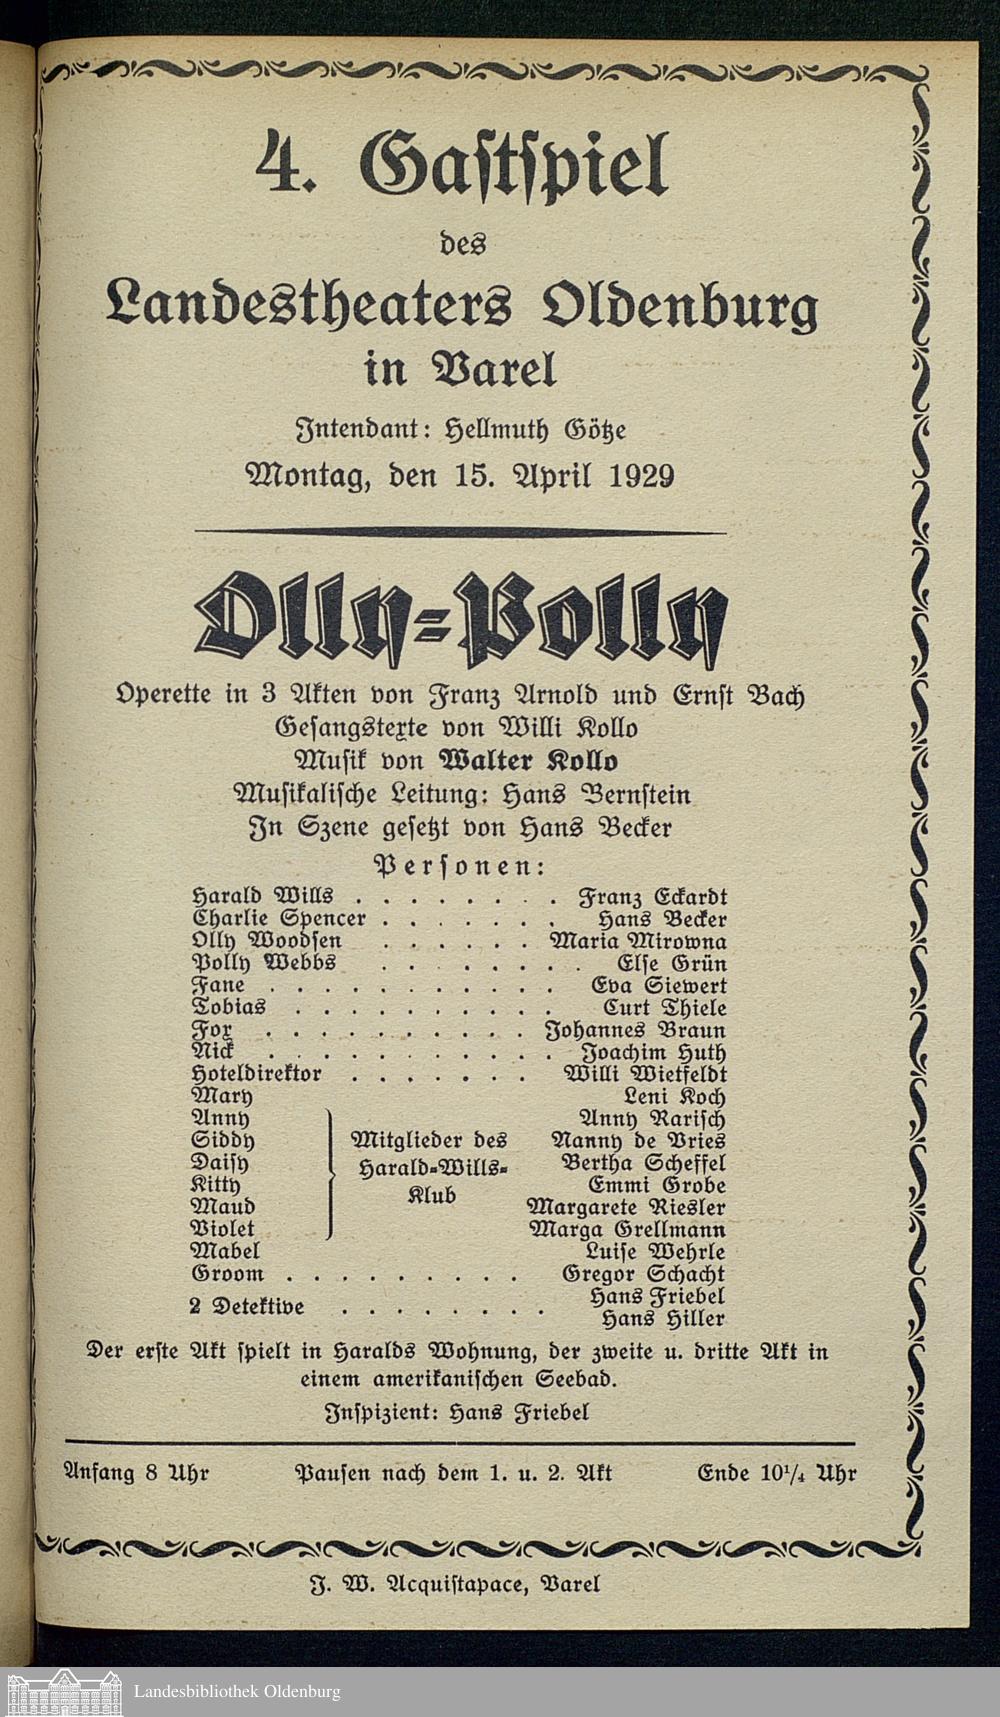 4. Gastspiel
des
Landestheaters Oldenburg
in Varel
Intendant: Hellmuth Götze
Montag, den 15. April 1929
Olly=Polly
Operette in 3 Akten von Franz Arnold und Ernst Bach
Gesangstexte von Willi Kollo
Musik von Walter Kollo
Musikalische Leitung: Hans Bernstein
In Szene gesetzt von Hans Becker
Personen:
Harald Wills . . . . . . . . Franz Eckardt
Charlie Spencer . . . . . . . Hans Becker
Olly Woodsen . . . . . . Maria Mirowna
Polly Webbs . . . . . . . . Else Grün
Jane . . . . . . . . . . . Eva Siewert
Tobias . . . . . . . . . . Curt Thiele
Fox . . . . . . . . . . Johannes Braun
Nick . . . . . . . . . . . Joachim Huth
Hoteldirektor . . . . . . . Willi Wietfeldt
Mary Leni Koch
Anny Anny Rarisch
Siddy Mitglieder des Nanny de Vries
Daisy Harald=Wills= Bertha Scheffel
Kitty Klub Emmi Grobe
Maud Margarete Riesler
Violet Marga Grellmann
Mabel Luise Wehrle
Groom . . . . . . . . . Gregor Schacht
2 Detektive . . . . . . . . Hans Friebel
Hans Hiller
Der erste Akt spielt in Haralds Wohnung, der zweite u. dritte Akt in
einem amerikanischen Seebad.
Inspizient: Hans Friebel
Anfang 8 Uhr Pausen nach dem 1. u. 2. Akt Ende 10¹/₄ Uhr
J. W. Acquistapace, Varel
Landesbibliothek Oldenburg